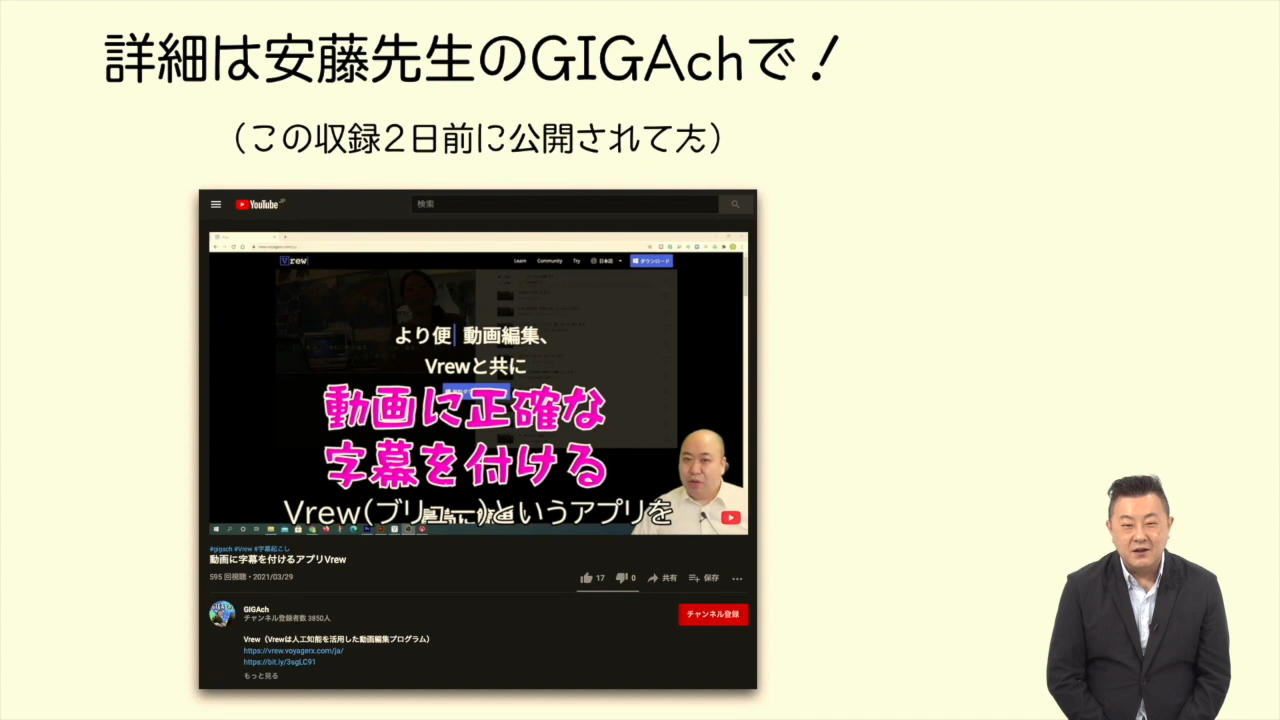 詳細は安藤先生のGIGAchで！
（この収録２日前に公開されてた）
YouTube JP
検索
Vrew
Learn Community Try 日本語 ダウンロード
より便 動画編集、
Vrewと共に
動画に正確な
字幕を付ける
Vrew(ブリュー)というアプリを
#gigach #Vrew #字幕起こし
動画に字幕を付けるアプリVrew
595 回視聴・2021/03/29
17 0 共有 保存
GIGAch
チャンネル登録者数 3850人
チャンネル登録
Vrew（Vrewは人工知能を活用した動画編集プログラム）
https://vrew.voyagerx.com/ja/
https://bit.ly/3sgLC91
もっと見る